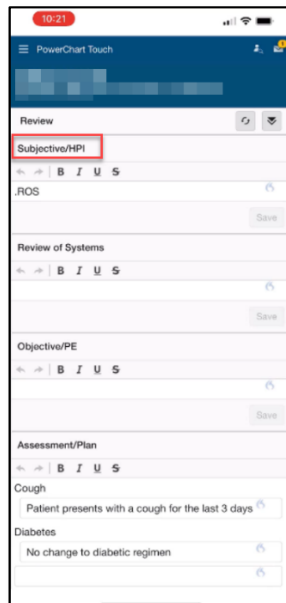 10:21
PowerChart Touch
1
Review
Subjective/HPI
B I U S
.ROS
Save
Review of Systems
B I U S
Save
Objective/PE
B I U S
Save
Assessment/Plan
B I U S
Cough
Patient presents with a cough for the last 3 days
Diabetes
No change to diabetic regimen